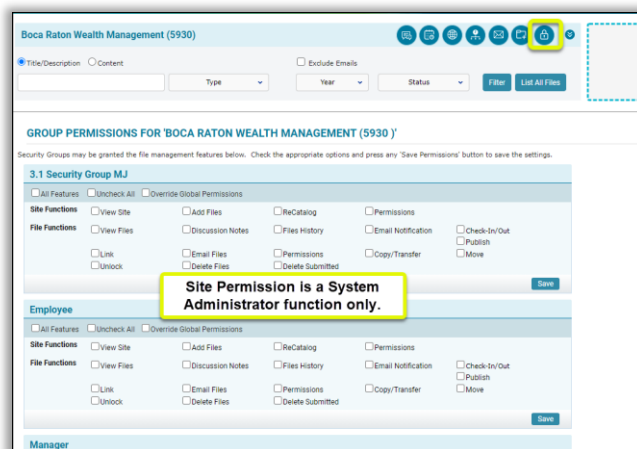 Boca Raton Wealth Management (5930)
Title/Description Content Exclude Emails
Type Year Status Filter List All Files
GROUP PERMISSIONS FOR 'BOCA RATON WEALTH MANAGEMENT (5930 )'
Security Groups may be granted the file management features below. Check the appropriate options and press any 'Save Permissions' button to save the settings.
3.1 Security Group MJ
All Features Uncheck All Override Global Permissions
Site Functions View Site Add Files ReCatalog Permissions
File Functions View Files Discussion Notes Files History Email Notification Check-In/Out
Publish
Link Email Files Permissions Copy/Transfer Move
Unlock Delete Files Delete Submitted
Save
Site Permission is a System
Administrator function only.
Employee
All Features Uncheck All Override Global Permissions
Site Functions View Site Add Files ReCatalog Permissions
File Functions View Files Discussion Notes Files History Email Notification Check-In/Out
Publish
Link Email Files Permissions Copy/Transfer Move
Unlock Delete Files Delete Submitted
Save
Manager